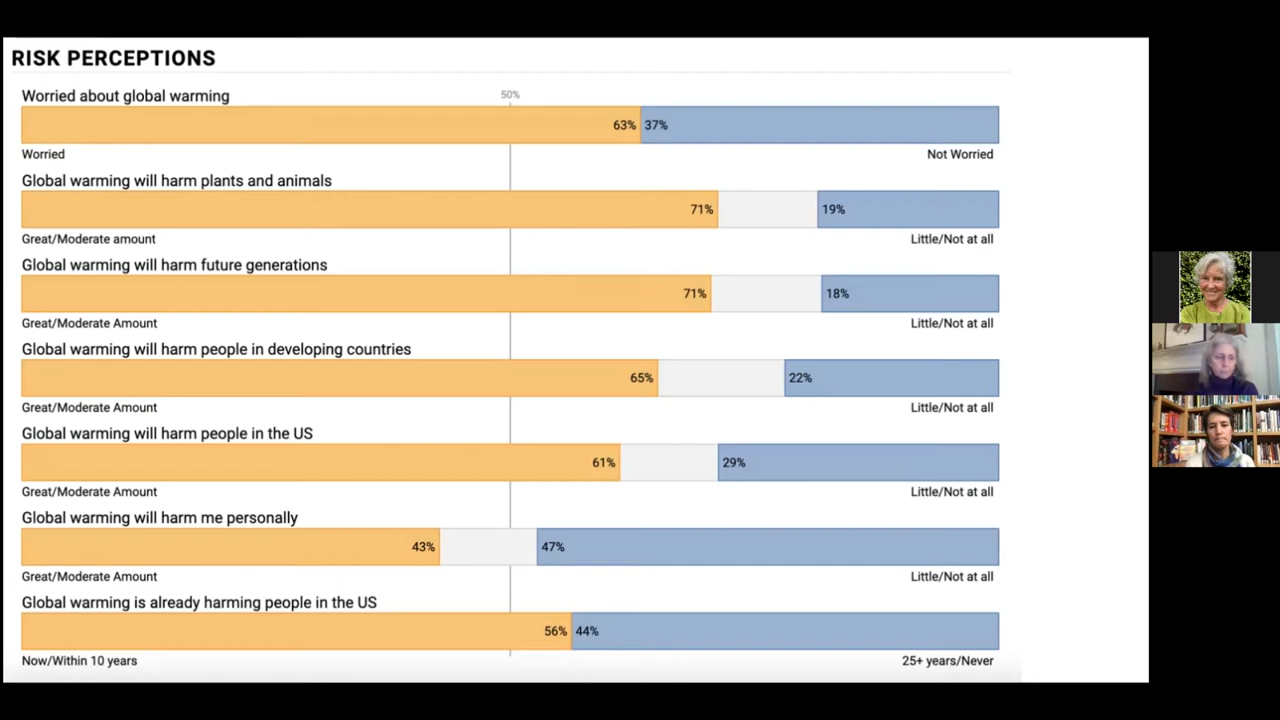 RISK PERCEPTIONS
Worried about global warming
50%
63% 37%
Worried Not Worried
Global warming will harm plants and animals
71% 19%
Great/Moderate amount Little/Not at all
Global warming will harm future generations
71% 18%
Great/Moderate Amount Little/Not at all
Global warming will harm people in developing countries
65% 22%
Great/Moderate Amount Little/Not at all
Global warming will harm people in the US
61% 29%
Great/Moderate Amount Little/Not at all
Global warming will harm me personally
43% 47%
Great/Moderate Amount Little/Not at all
Global warming is already harming people in the US
56% 44%
Now/Within 10 years 25+ years/Never